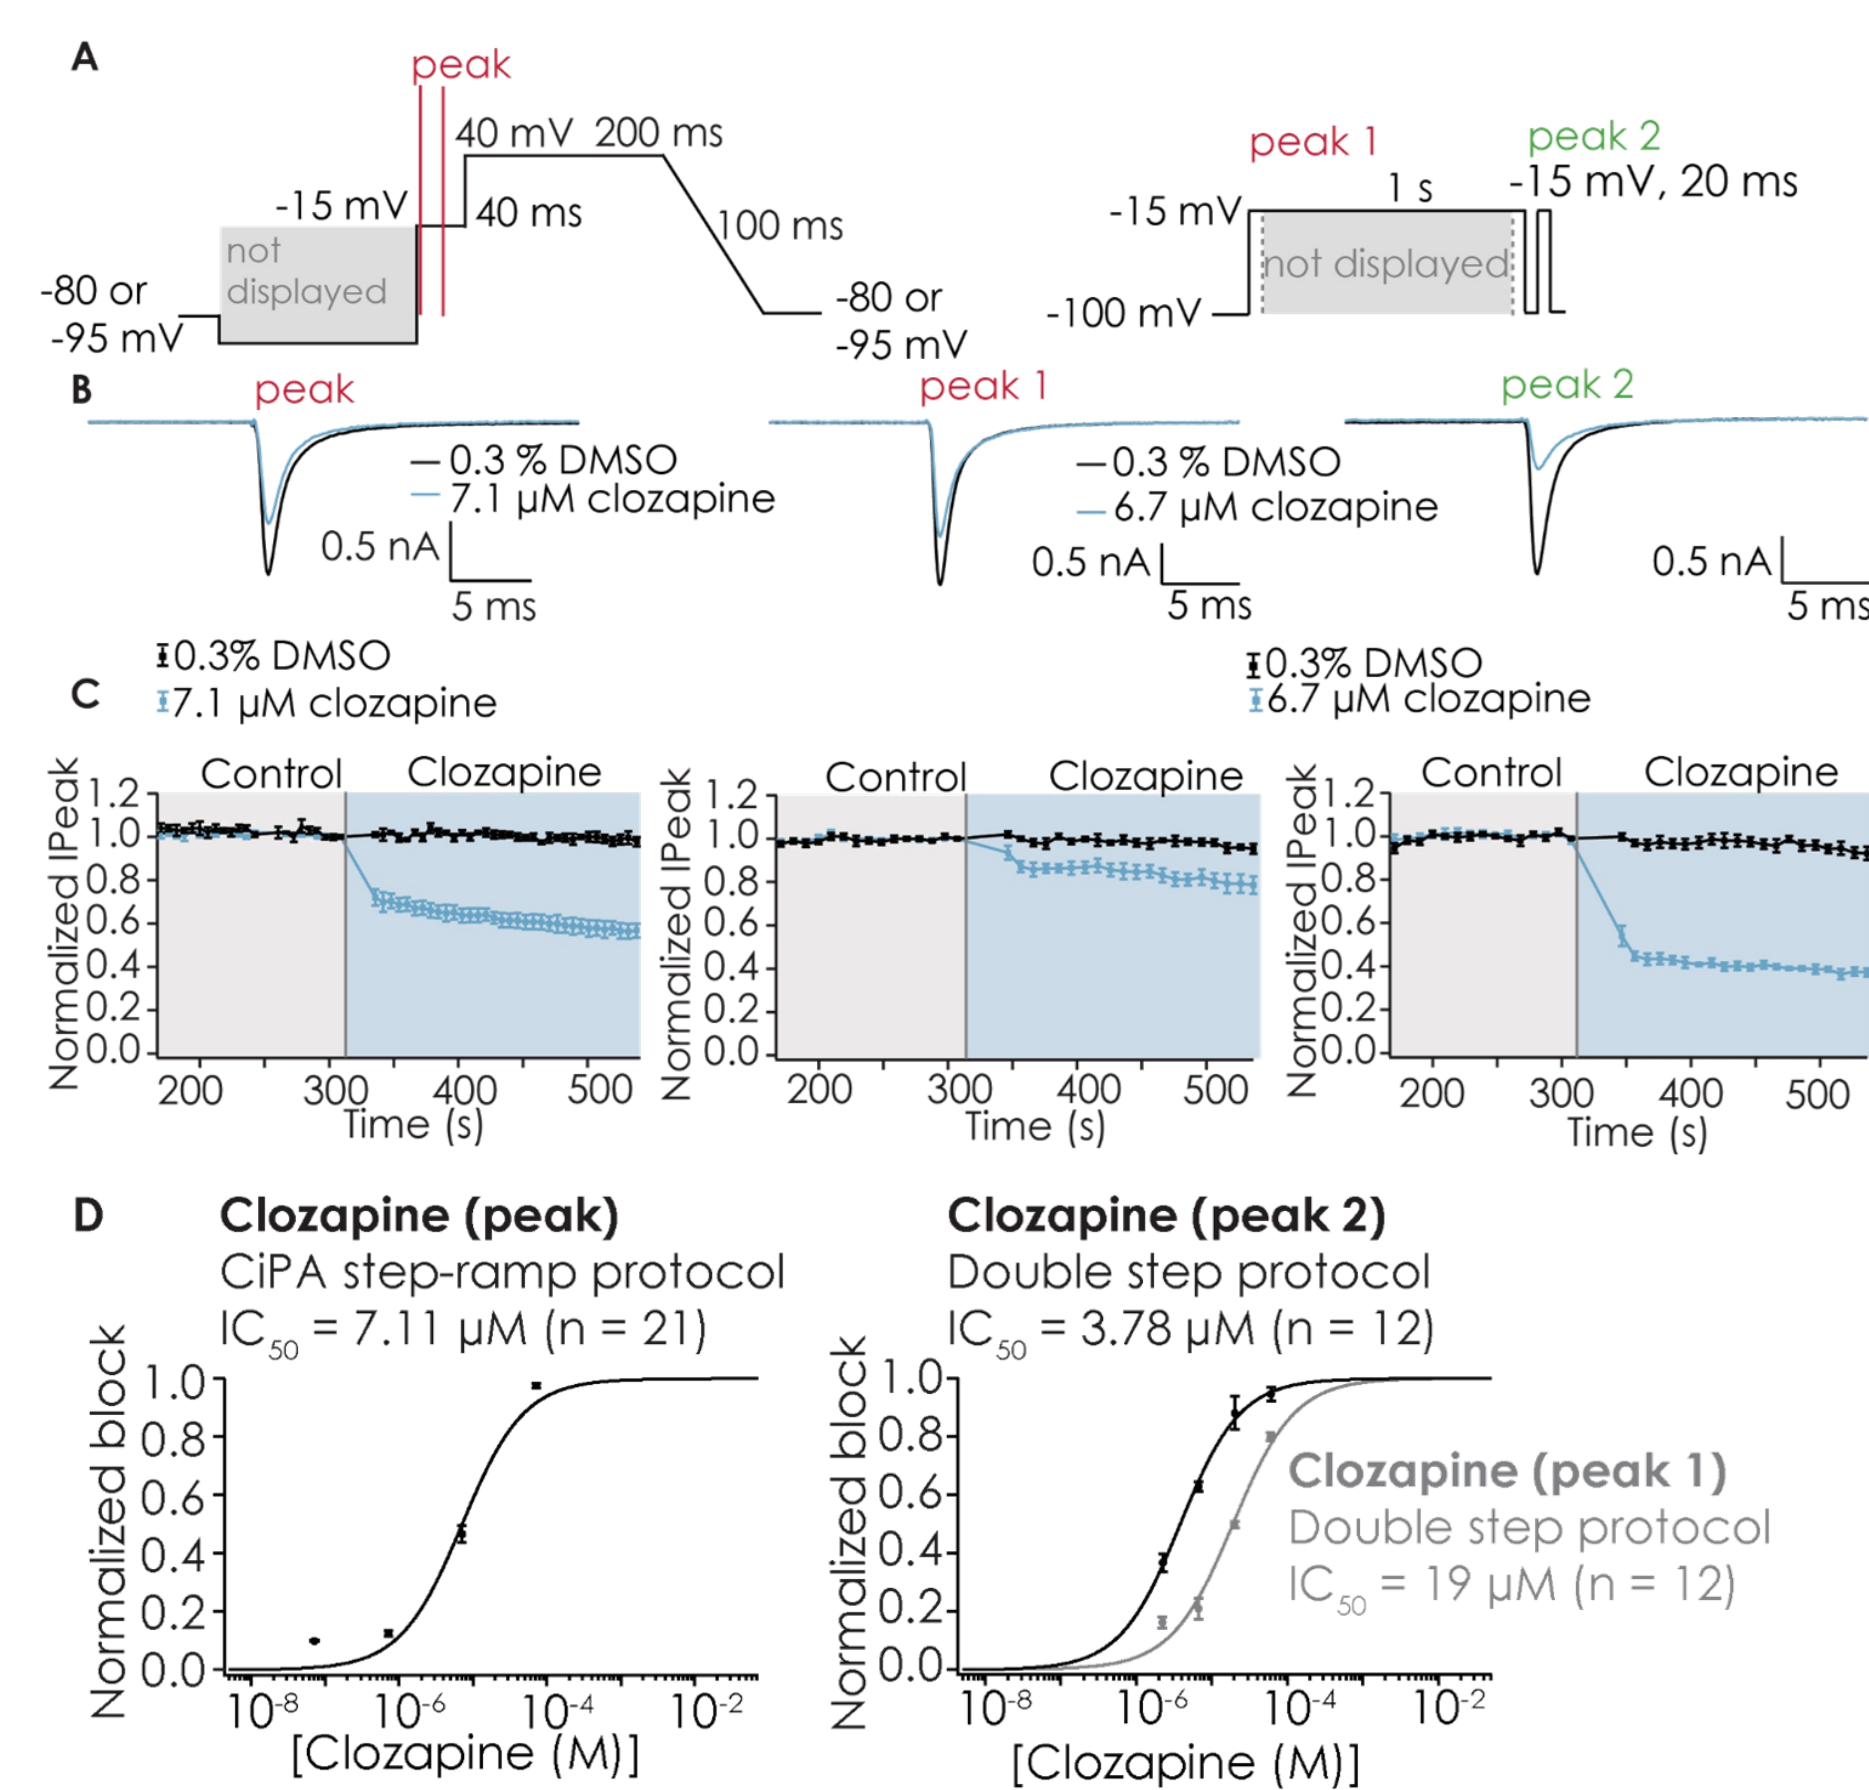 A
peak
40 mV 200 ms
-15 mV
40 ms
not
displayed
100 ms
-80 or
-95 mV
-80 or
-95 mV
peak 1
peak 2
1 s
-15 mV, 20 ms
-15 mV
not displayed
-100 mV
B
peak
0.3 % DMSO
7.1 µM clozapine
0.5 nA
5 ms
peak 1
0.3 % DMSO
6.7 µM clozapine
0.5 nA
5 ms
peak 2
0.5 nA
5 ms
C
0.3% DMSO
7.1 µM clozapine
0.3% DMSO
6.7 µM clozapine
Control
Clozapine
Normalized IPeak
1.2
1.0
0.8
0.6
0.4
0.2
0.0
200 300 400 500
Time (s)
Control
Clozapine
Normalized IPeak
1.2
1.0
0.8
0.6
0.4
0.2
0.0
200 300 400 500
Time (s)
Control
Clozapine
Normalized IPeak
1.2
1.0
0.8
0.6
0.4
0.2
0.0
200 300 400 500
Time (s)
D
Clozapine (peak)
CiPA step-ramp protocol
IC50 = 7.11 µM (n = 21)
Normalized block
1.0
0.8
0.6
0.4
0.2
0.0
10-8 10-6 10-4 10-2
[Clozapine (M)]
Clozapine (peak 2)
Double step protocol
IC50 = 3.78 µM (n = 12)
Normalized block
1.0
0.8
0.6
0.4
0.2
0.0
Clozapine (peak 1)
Double step protocol
IC50 = 19 µM (n = 12)
10-8 10-6 10-4 10-2
[Clozapine (M)]